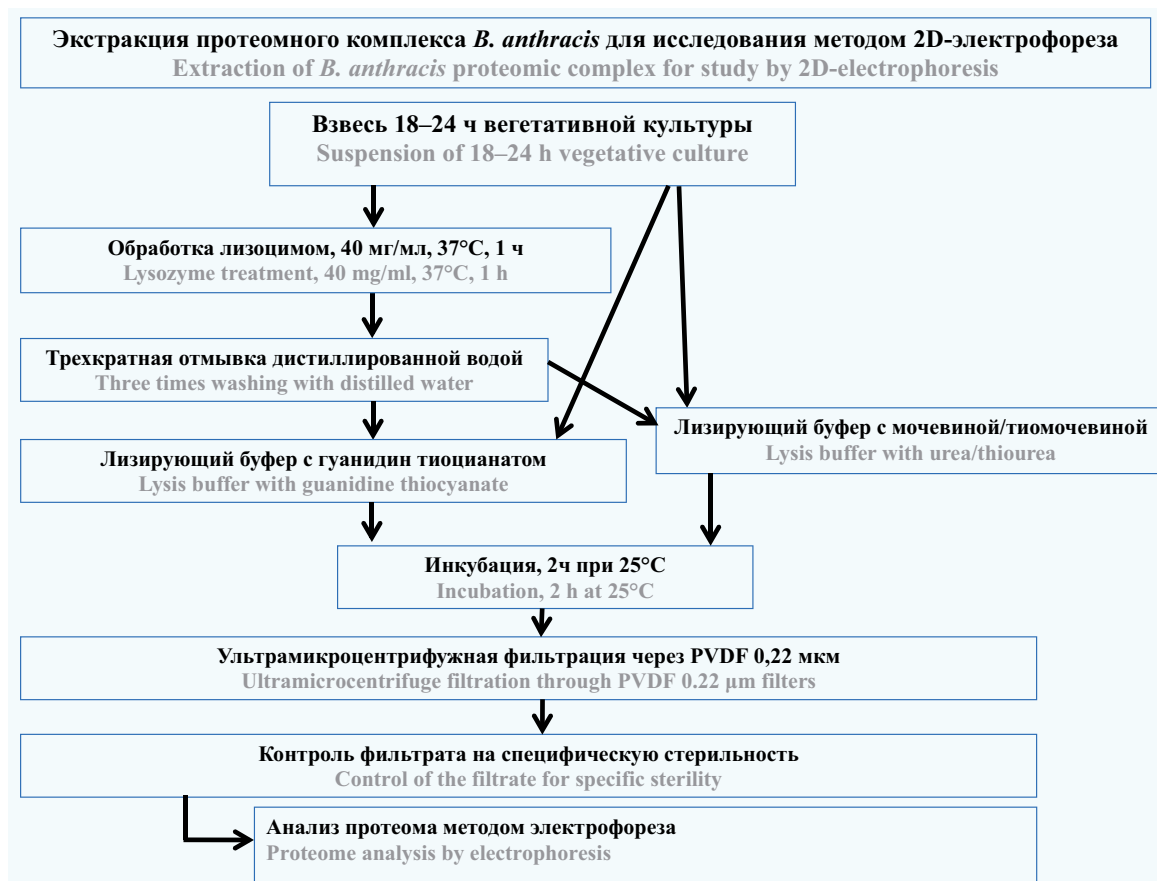 Экстракция протеомного комплекса B. anthracis для исследования методом 2D-электрофореза
Extraction of B. anthracis proteomic complex for study by 2D-electrophoresis
Взвесь 18–24 ч вегетативной культуры
Suspension of 18–24 h vegetative culture
Обработка лизоцимом, 40 мг/мл, 37°C, 1 ч
Lysozyme treatment, 40 mg/ml, 37°C, 1 h
Трехкратная отмывка дистиллированной водой
Three times washing with distilled water
Лизирующий буфер с мочевиной/тиомочевиной
Lysis buffer with urea/thiourea
Лизирующий буфер с гуанидин тиоцианатом
Lysis buffer with guanidine thiocyanate
Инкубация, 2ч при 25°C
Incubation, 2 h at 25°C
Ультрамикроцентрифужная фильтрация через PVDF 0,22 мкм
Ultramicrocentrifuge filtration through PVDF 0.22 µm filters
Контроль фильтрата на специфическую стерильность
Control of the filtrate for specific sterility
Анализ протеома методом электрофореза
Proteome analysis by electrophoresis